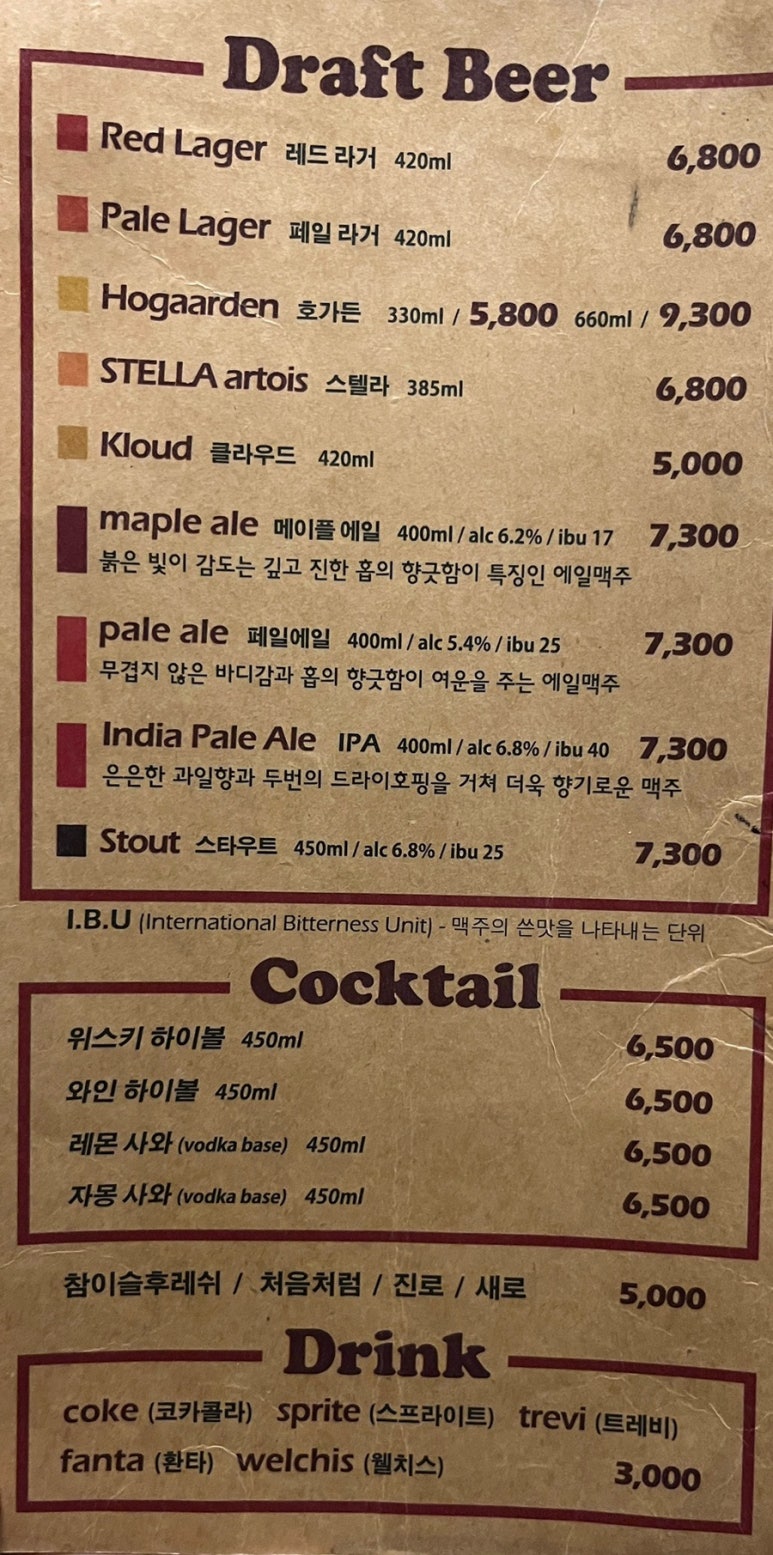 Draft Beer
Red Lager 레드 라거 420ml 6,800
Pale Lager 페일 라거 420ml 6,800
Hogaarden 호가든 330ml / 5,800 660ml / 9,300
STELLA artois 스텔라 385ml 6,800
Kloud 클라우드 420ml 5,000
maple ale 메이플 에일 400ml / alc 6.2% / ibu 17 7,300
붉은 빛이 감도는 깊고 진한 홉의 향긋함이 특징인 에일맥주
pale ale 페일에일 400ml / alc 5.4% / ibu 25 7,300
무겁지 않은 바디감과 홉의 향긋함이 여운을 주는 에일맥주
India Pale Ale IPA 400ml / alc 6.8% / ibu 40 7,300
은은한 과일향과 두번의 드라이호핑을 거쳐 더욱 향기로운 맥주
Stout 스타우트 450ml / alc 6.8% / ibu 25 7,300
I.B.U (International Bitterness Unit) - 맥주의 쓴맛을 나타내는 단위
Cocktail
위스키 하이볼 450ml 6,500
와인 하이볼 450ml 6,500
레몬 사와 (vodka base) 450ml 6,500
자몽 사와 (vodka base) 450ml 6,500
참이슬후레쉬 / 처음처럼 / 진로 / 새로 5,000
Drink
coke (코카콜라) sprite (스프라이트) trevi (트레비)
fanta (환타) welchis (웰치스) 3,000